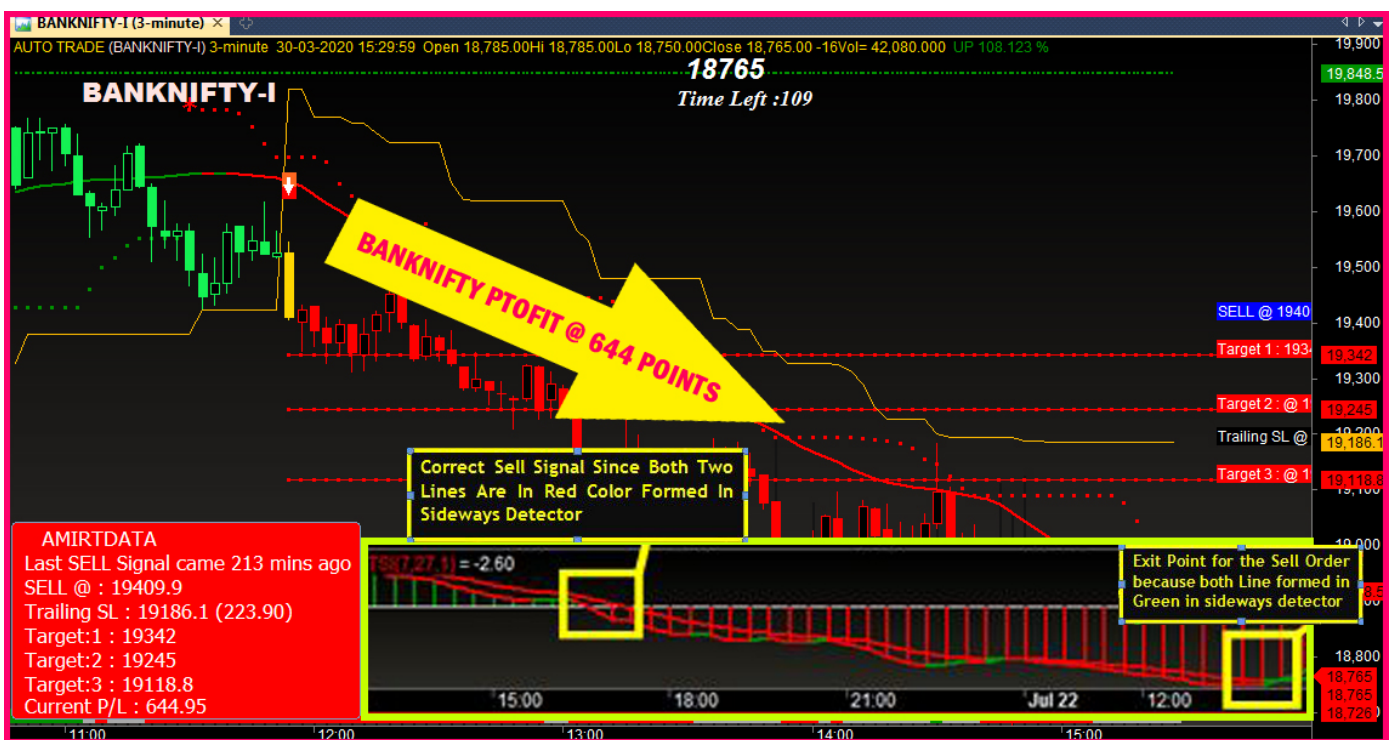 BANKNIFTY-I (3-minute)
AUTO TRADE (BANKNIFTY-I) 3-minute 30-03-2020 15:29:59 Open 18,785.00Hi 18,785.00Lo 18,750.00Close 18,765.00 -16Vol= 42,080.000 UP 108.123 %
18765
Time Left :109
BANKNIFTY-I
BANKNIFTY PTOFIT @ 644 POINTS
19,900
19,848.5
19,800
19,700
19,600
19,500
SELL @ 1940
19,400
Target 1 : 193
19,342
19,300
Target 2 : @ 1
19,245
19,200
Trailing SL @
19,186.1
Target 3 : @ 1
19,118.8
19,100
19,000
18,800
18,765
18,765
18,726
Correct Sell Signal Since Both Two
Lines Are In Red Color Formed In
Sideways Detector
Exit Point for the Sell Order
because both Line formed in
Green in sideways detector
AMIRTDATA
Last SELL Signal came 213 mins ago
SELL @ : 19409.9
Trailing SL : 19186.1 (223.90)
Target:1 : 19342
Target:2 : 19245
Target:3 : 19118.8
Current P/L : 644.95
TSI(7,27,1) = -2.60
15:00 18:00 21:00 Jul 22 12:00
11:00 12:00 13:00 14:00 15:00